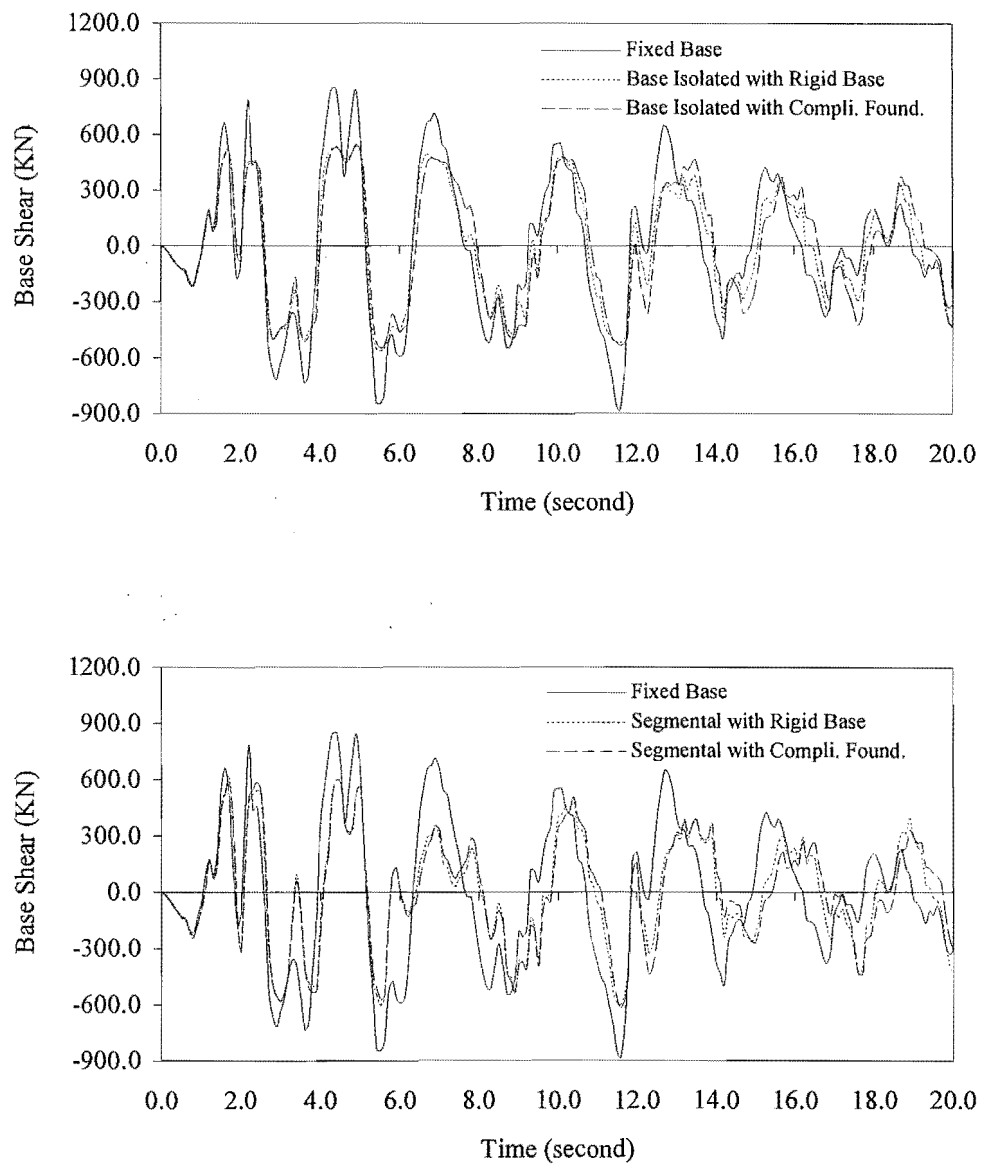 1200.0
900.0
600.0
300.0
0.0
-300.0
-600.0
-900.0
Base Shear (KN)
Fixed Base
Base Isolated with Rigid Base
Base Isolated with Compli. Found.
0.0 2.0 4.0 6.0 8.0 10.0 12.0 14.0 16.0 18.0 20.0
Time (second)
1200.0
900.0
600.0
300.0
0.0
-300.0
-600.0
-900.0
Base Shear (KN)
Fixed Base
Segmental with Rigid Base
Segmental with Compli. Found.
0.0 2.0 4.0 6.0 8.0 10.0 12.0 14.0 16.0 18.0 20.0
Time (second)